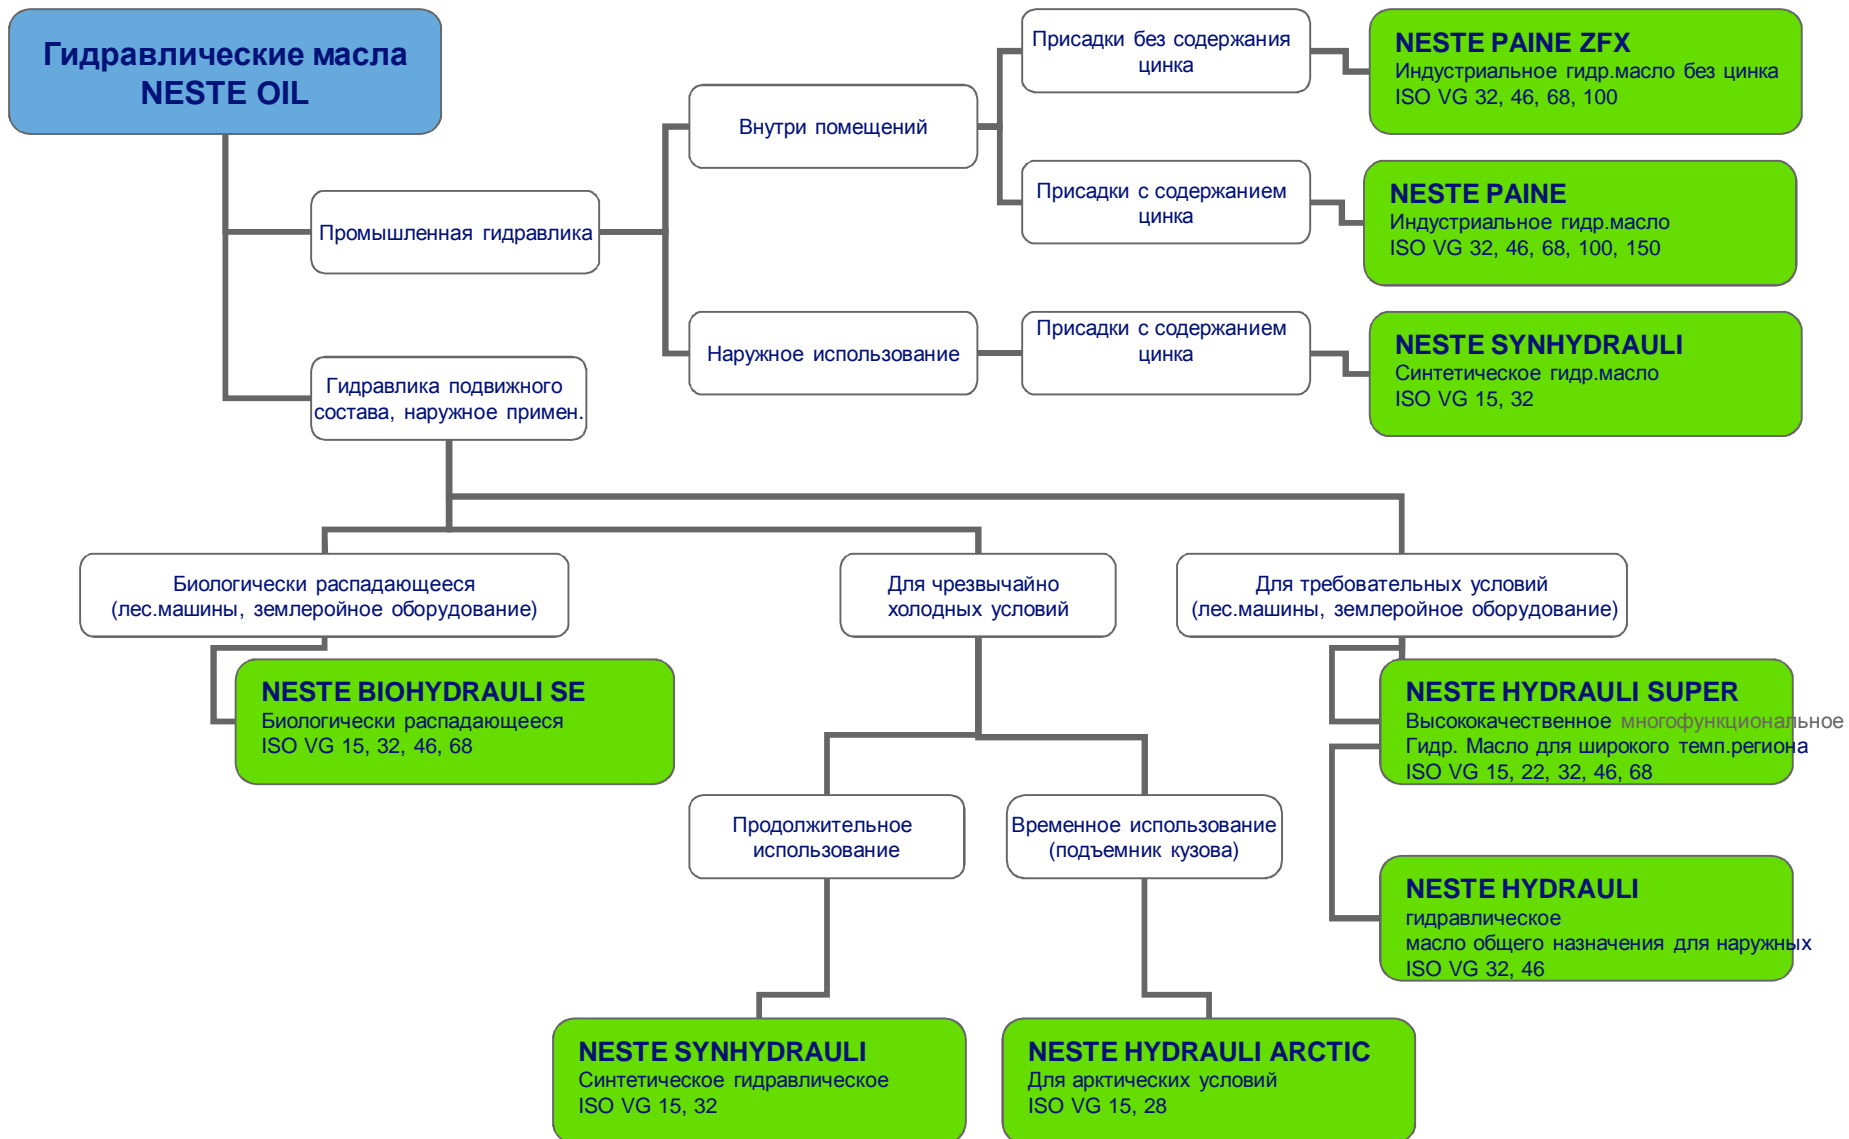 Гидравлические масла
NESTE OIL
Присадки без содержания
цинка
NESTE PAINE ZFX
Индустриальное гидр.масло без цинка
ISO VG 32, 46, 68, 100
Внутри помещений
Присадки с содержанием
цинка
NESTE PAINE
Индустриальное гидр.масло
ISO VG 32, 46, 68, 100, 150
Промышленная гидравлика
Наружное использование
Присадки с содержанием
цинка
NESTE SYNHYDRAULI
Синтетическое гидр.масло
ISO VG 15, 32
Гидравлика подвижного
состава, наружное примен.
Биологически распадающееся
(лес.машины, землеройное оборудование)
Для чрезвычайно
холодных условий
Для требовательных условий
(лес.машины, землеройное оборудование)
NESTE BIOHYDRAULI SE
Биологически распадающееся
ISO VG 15, 32, 46, 68
NESTE HYDRAULI SUPER
Высококачественное многофункциональное
Гидр. Масло для широкого темп.региона
ISO VG 15, 22, 32, 46, 68
Продолжительное
использование
Временное использование
(подъемник кузова)
NESTE HYDRAULI
гидравлическое
масло общего назначения для наружных
ISO VG 32, 46
NESTE SYNHYDRAULI
Синтетическое гидравлическое
ISO VG 15, 32
NESTE HYDRAULI ARCTIC
Для арктических условий
ISO VG 15, 28